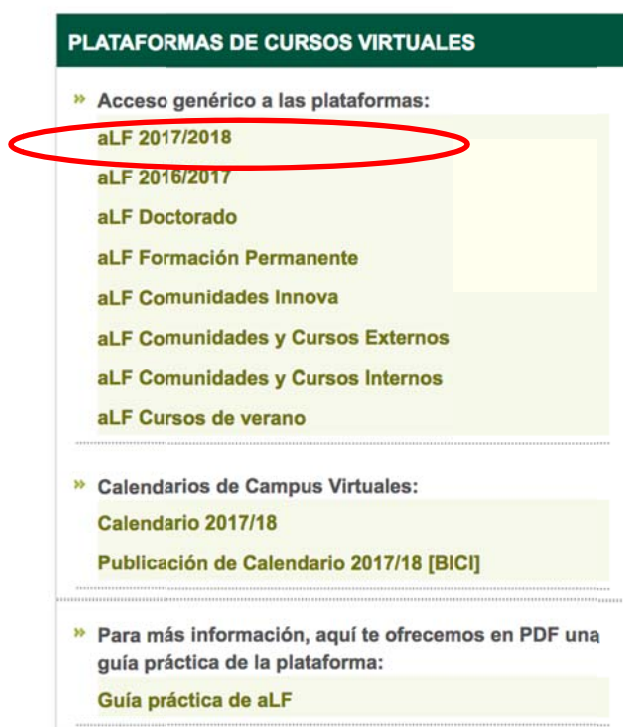 PLATAFORMAS DE CURSOS VIRTUALES
» Acceso genérico a las plataformas:
aLF 2017/2018
aLF 2016/2017
aLF Doctorado
aLF Formación Permanente
aLF Comunidades Innova
aLF Comunidades y Cursos Externos
aLF Comunidades y Cursos Internos
aLF Cursos de verano
» Calendarios de Campus Virtuales:
Calendario 2017/18
Publicación de Calendario 2017/18 [BICI]
» Para más información, aquí te ofrecemos en PDF una
guía práctica de la plataforma:
Guía práctica de aLF